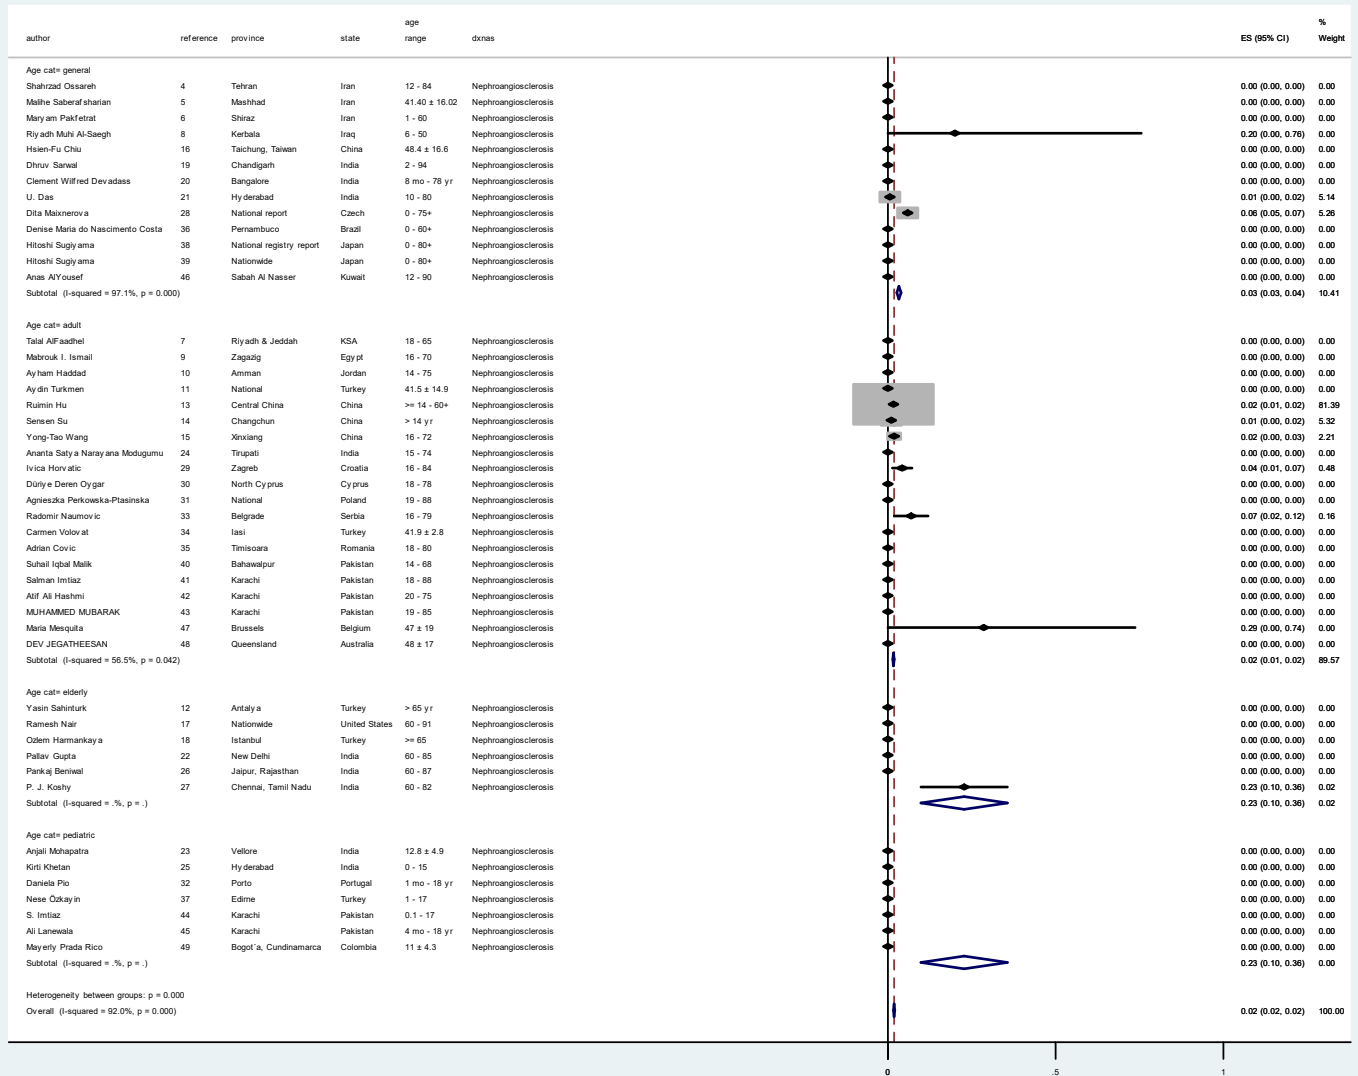 author reference province state age range dxnas ES (95% CI) % Weight
Age cat= general
Shahrzad Ossareh 4 Tehran Iran 12 - 84 Nephroangiosclerosis 0.00 (0.00, 0.00) 0.00
Malihe Saberafsharian 5 Mashhad Iran 41.40 ± 16.02 Nephroangiosclerosis 0.00 (0.00, 0.00) 0.00
Maryam Pakfetrat 6 Shiraz Iran 1 - 60 Nephroangiosclerosis 0.00 (0.00, 0.00) 0.00
Riyadh Muhi Al-Saegh 8 Kerbala Iraq 6 - 50 Nephroangiosclerosis 0.20 (0.00, 0.76) 0.00
Hsien-Fu Chiu 16 Taichung, Taiwan China 48.4 ± 16.6 Nephroangiosclerosis 0.00 (0.00, 0.00) 0.00
Dhruv Sarwal 19 Chandigarh India 2 - 94 Nephroangiosclerosis 0.00 (0.00, 0.00) 0.00
Clement Wilfred Devadass 20 Bangalore India 8 mo - 78 yr Nephroangiosclerosis 0.00 (0.00, 0.00) 0.00
U. Das 21 Hyderabad India 10 - 80 Nephroangiosclerosis 0.01 (0.00, 0.02) 5.14
Dita Maixnerova 28 National report Czech 0 - 75+ Nephroangiosclerosis 0.06 (0.05, 0.07) 5.26
Denise Maria do Nascimento Costa 36 Pernambuco Brazil 0 - 60+ Nephroangiosclerosis 0.00 (0.00, 0.00) 0.00
Hitoshi Sugiyama 38 National registry report Japan 0 - 80+ Nephroangiosclerosis 0.00 (0.00, 0.00) 0.00
Hitoshi Sugiyama 39 Nationwide Japan 0 - 80+ Nephroangiosclerosis 0.00 (0.00, 0.00) 0.00
Anas AlYousef 46 Sabah Al Nasser Kuwait 12 - 90 Nephroangiosclerosis 0.00 (0.00, 0.00) 0.00
Subtotal (I-squared = 97.1%, p = 0.000) 0.03 (0.03, 0.04) 10.41
Age cat= adult
Talal AlFaadhel 7 Riyadh & Jeddah KSA 18 - 65 Nephroangiosclerosis 0.00 (0.00, 0.00) 0.00
Mabrouk I. Ismail 9 Zagazig Egypt 16 - 70 Nephroangiosclerosis 0.00 (0.00, 0.00) 0.00
Ayham Haddad 10 Amman Jordan 14 - 75 Nephroangiosclerosis 0.00 (0.00, 0.00) 0.00
Aydin Turkmen 11 National Turkey 41.5 ± 14.9 Nephroangiosclerosis 0.00 (0.00, 0.00) 0.00
Ruimin Hu 13 Central China China >= 14 - 60+ Nephroangiosclerosis 0.02 (0.01, 0.02) 81.39
Sensen Su 14 Changchun China > 14 yr Nephroangiosclerosis 0.01 (0.00, 0.02) 5.32
Yong-Tao Wang 15 Xinxiang China 16 - 72 Nephroangiosclerosis 0.02 (0.00, 0.03) 2.21
Ananta Satya Narayana Modugumu 24 Tirupati India 15 - 74 Nephroangiosclerosis 0.00 (0.00, 0.00) 0.00
Ivica Horvatic 29 Zagreb Croatia 16 - 84 Nephroangiosclerosis 0.04 (0.01, 0.07) 0.48
Düriye Deren Oygar 30 North Cyprus Cyprus 18 - 78 Nephroangiosclerosis 0.00 (0.00, 0.00) 0.00
Agnieszka Perkowska-Ptasinska 31 National Poland 19 - 88 Nephroangiosclerosis 0.00 (0.00, 0.00) 0.00
Radomir Naumovic 33 Belgrade Serbia 16 - 79 Nephroangiosclerosis 0.07 (0.02, 0.12) 0.16
Carmen Volovat 34 Iasi Turkey 41.9 ± 2.8 Nephroangiosclerosis 0.00 (0.00, 0.00) 0.00
Adrian Covic 35 Timisoara Romania 18 - 80 Nephroangiosclerosis 0.00 (0.00, 0.00) 0.00
Suhail Iqbal Malik 40 Bahawalpur Pakistan 14 - 68 Nephroangiosclerosis 0.00 (0.00, 0.00) 0.00
Salman Imtiaz 41 Karachi Pakistan 18 - 88 Nephroangiosclerosis 0.00 (0.00, 0.00) 0.00
Atif Ali Hashmi 42 Karachi Pakistan 20 - 75 Nephroangiosclerosis 0.00 (0.00, 0.00) 0.00
MUHAMMED MUBARAK 43 Karachi Pakistan 19 - 85 Nephroangiosclerosis 0.00 (0.00, 0.00) 0.00
Maria Mesquita 47 Brussels Belgium 47 ± 19 Nephroangiosclerosis 0.29 (0.00, 0.74) 0.00
DEV JEGATHEESAN 48 Queensland Australia 48 ± 17 Nephroangiosclerosis 0.00 (0.00, 0.00) 0.00
Subtotal (I-squared = 56.5%, p = 0.042) 0.02 (0.01, 0.02) 89.57
Age cat= elderly
Yasin Sahinturk 12 Antalya Turkey > 65 yr Nephroangiosclerosis 0.00 (0.00, 0.00) 0.00
Ramesh Nair 17 Nationwide United States 60 - 91 Nephroangiosclerosis 0.00 (0.00, 0.00) 0.00
Ozlem Harmankaya 18 Istanbul Turkey >= 65 Nephroangiosclerosis 0.00 (0.00, 0.00) 0.00
Pallav Gupta 22 New Delhi India 60 - 85 Nephroangiosclerosis 0.00 (0.00, 0.00) 0.00
Pankaj Beniwal 26 Jaipur, Rajasthan India 60 - 87 Nephroangiosclerosis 0.00 (0.00, 0.00) 0.00
P. J. Koshy 27 Chennai, Tamil Nadu India 60 - 82 Nephroangiosclerosis 0.23 (0.10, 0.36) 0.02
Subtotal (I-squared = .%, p = .) 0.23 (0.10, 0.36) 0.02
Age cat= pediatric
Anjali Mohapatra 23 Vellore India 12.8 ± 4.9 Nephroangiosclerosis 0.00 (0.00, 0.00) 0.00
Kirti Khetan 25 Hyderabad India 0 - 15 Nephroangiosclerosis 0.00 (0.00, 0.00) 0.00
Daniela Pio 32 Porto Portugal 1 mo - 18 yr Nephroangiosclerosis 0.00 (0.00, 0.00) 0.00
Nese Özkayin 37 Edirne Turkey 1 - 17 Nephroangiosclerosis 0.00 (0.00, 0.00) 0.00
S. Imtiaz 44 Karachi Pakistan 0.1 - 17 Nephroangiosclerosis 0.00 (0.00, 0.00) 0.00
Ali Lanewala 45 Karachi Pakistan 4 mo - 18 yr Nephroangiosclerosis 0.00 (0.00, 0.00) 0.00
Mayerly Prada Rico 49 Bogot´a, Cundinamarca Colombia 11 ± 4.3 Nephroangiosclerosis 0.00 (0.00, 0.00) 0.00
Subtotal (I-squared = .%, p = .) 0.23 (0.10, 0.36) 0.00
Heterogeneity between groups: p = 0.000
Overall (I-squared = 92.0%, p = 0.000) 0.02 (0.02, 0.02) 100.00
0 .5 1